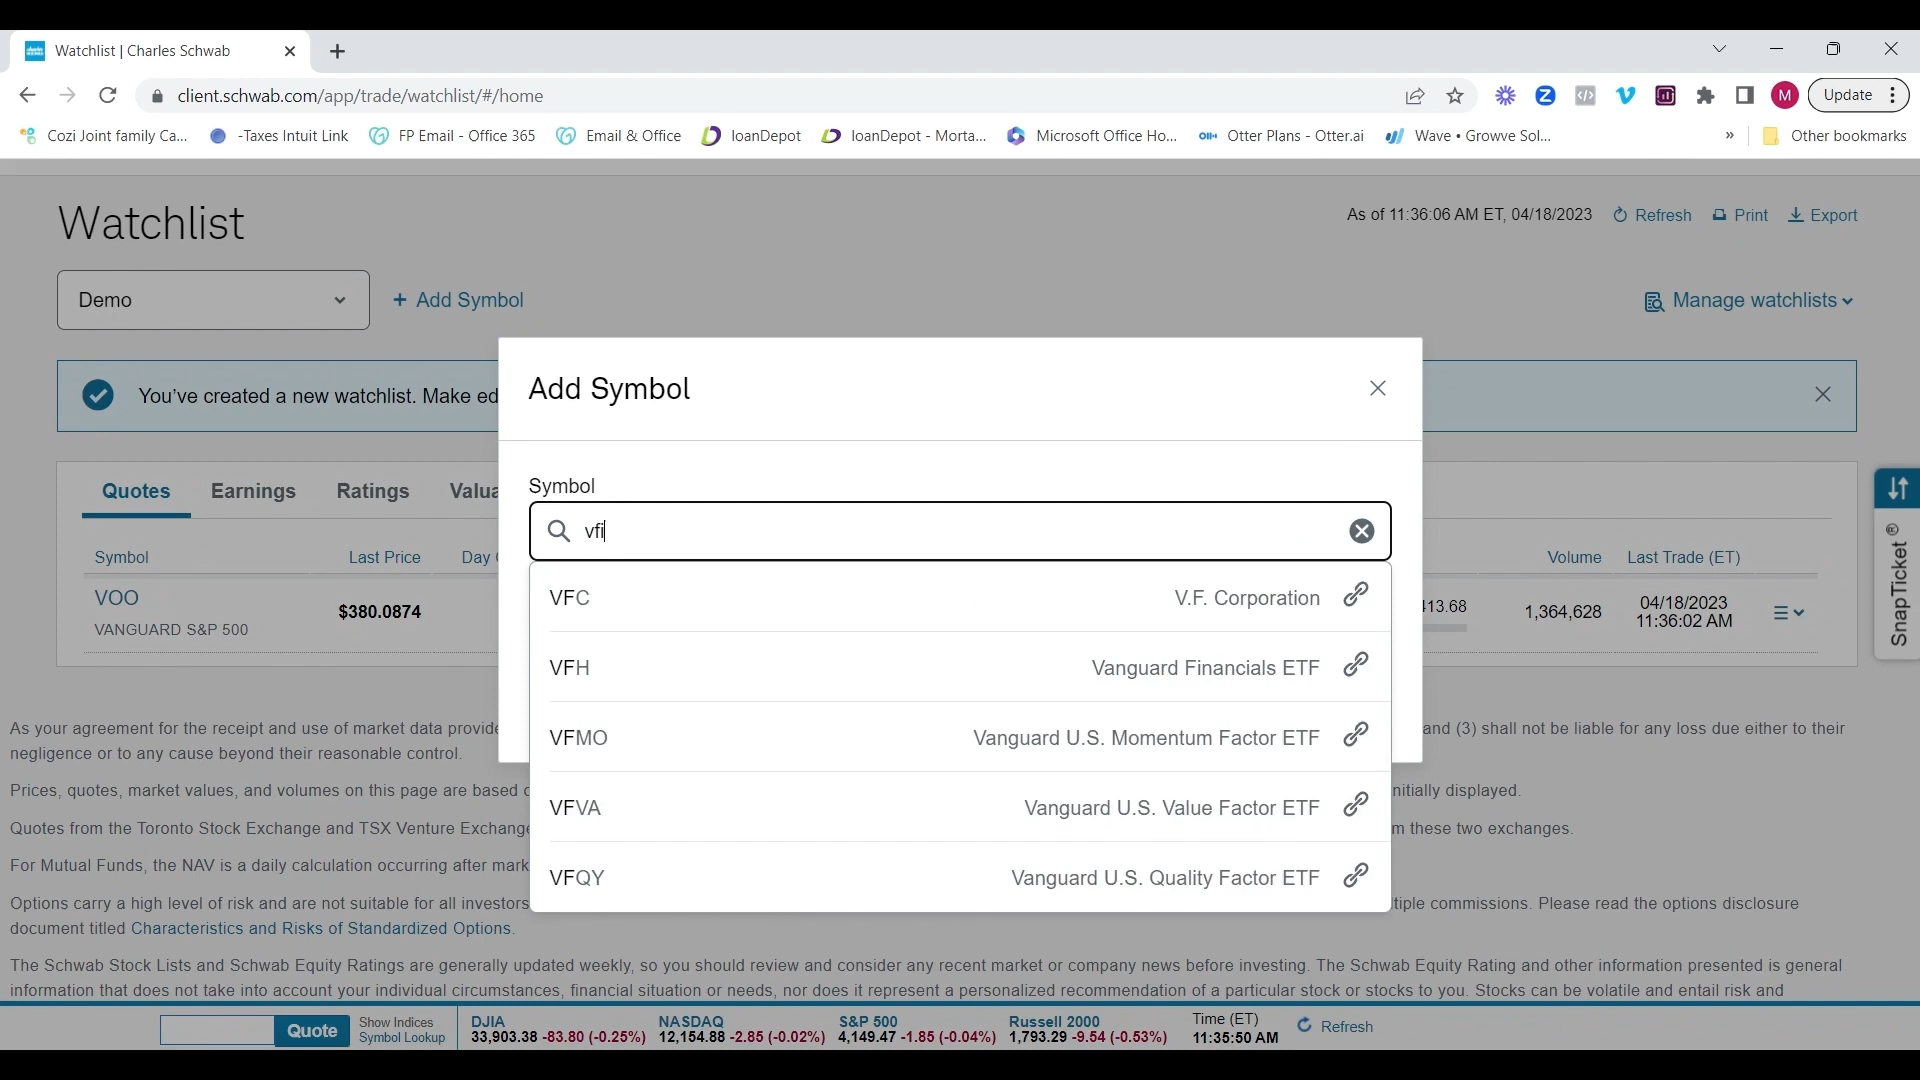 Watchlist | Charles Schwab
client.schwab.com/app/trade/watchlist/#/home
M
Update
Cozi Joint family Ca...
-Taxes Intuit Link
FP Email - Office 365
Email & Office
loanDepot
loanDepot - Morta...
Microsoft Office Ho...
Otter Plans - Otter.ai
Wave • Growve Sol...
»
Other bookmarks
Watchlist
As of 11:36:06 AM ET, 04/18/2023
Refresh
Print
Export
Demo
+ Add Symbol
Manage watchlists
You've created a new watchlist. Make ed
Add Symbol
Symbol
vfi
VFC V.F. Corporation
VFH Vanguard Financials ETF
VFMO Vanguard U.S. Momentum Factor ETF
VFVA Vanguard U.S. Value Factor ETF
VFQY Vanguard U.S. Quality Factor ETF
Quotes Earnings Ratings Valua
Symbol Last Price Day Volume Last Trade (ET)
VOO
VANGUARD S&P 500
$380.0874
13.68
1,364,628
04/18/2023
11:36:02 AM
SnapTicket®
As your agreement for the receipt and use of market data provide and (3) shall not be liable for any loss due either to their
negligence or to any cause beyond their reasonable control.
Prices, quotes, market values, and volumes on this page are based nitially displayed.
Quotes from the Toronto Stock Exchange and TSX Venture Exchange m these two exchanges.
For Mutual Funds, the NAV is a daily calculation occurring after mark
Options carry a high level of risk and are not suitable for all investors tiple commissions. Please read the options disclosure
document titled Characteristics and Risks of Standardized Options.
The Schwab Stock Lists and Schwab Equity Ratings are generally updated weekly, so you should review and consider any recent market or company news before investing. The Schwab Equity Rating and other information presented is general
information that does not take into account your individual circumstances, financial situation or needs, nor does it represent a personalized recommendation of a particular stock or stocks to you. Stocks can be volatile and entail risk and
Quote
Show Indices
Symbol Lookup
DJIA
33,903.38 -83.80 (-0.25%)
NASDAQ
12,154.88 -2.85 (-0.02%)
S&P 500
4,149.47 -1.85 (-0.04%)
Russell 2000
1,793.29 -9.54 (-0.53%)
Time (ET)
11:35:50 AM
Refresh